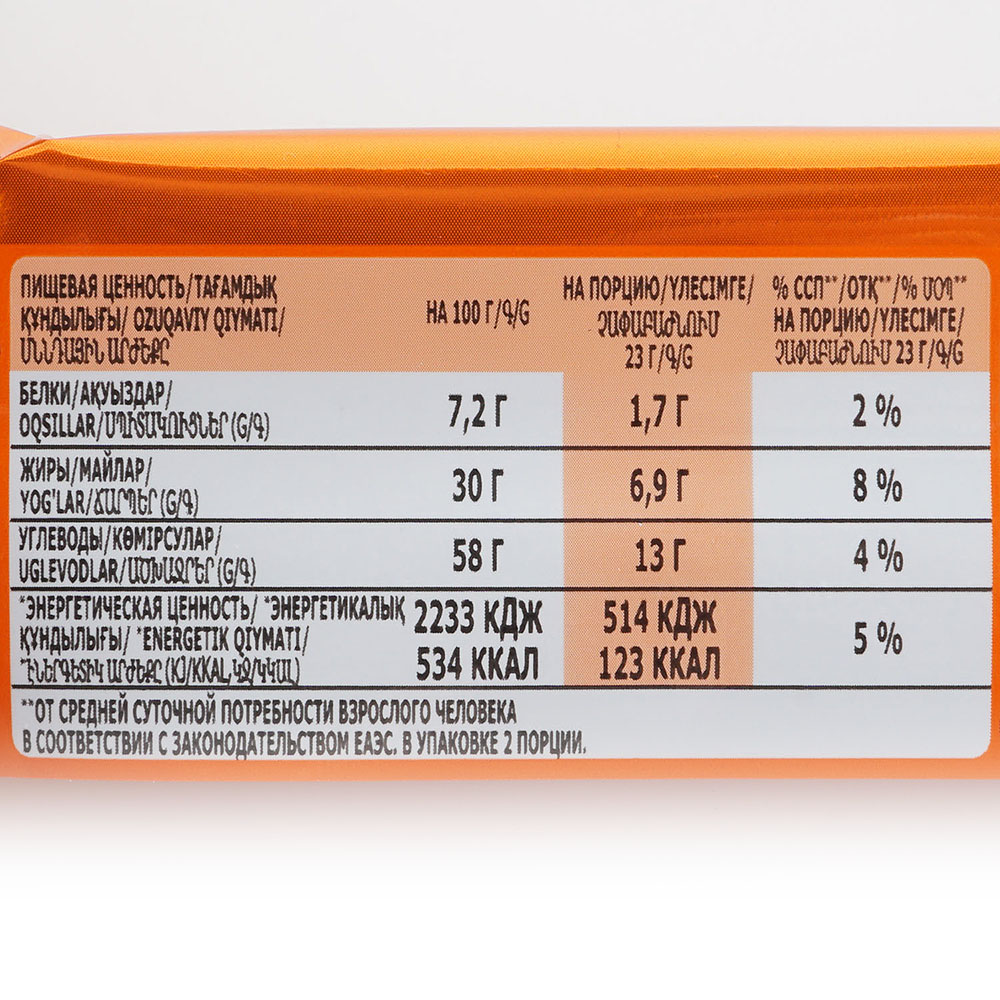 ПИЩЕВАЯ ЦЕННОСТЬ/ТАҒАМДЫҚ
ҚҰНДЫЛЫҒЫ/ OZUQAVIY QIYMATI/
ՍՆՆԴԱՅԻՆ ԱՐԺԵՔԸ
НА 100 Г/Գ/G
НА ПОРЦИЮ/ҮЛЕСІМГЕ/
ՉԱՓԱԲԱԺՆՈՒՄ
23 Г/Գ/G
% ССП**/ОТҚ**/% ՄՕՊ**
НА ПОРЦИЮ/ҮЛЕСІМГЕ/
ՉԱՓԱԲԱԺՆՈՒՄ 23 Г/Գ/G
БЕЛКИ/АҚУЫЗДАР/
OQSILLAR/ՍՊԻՏԱԿՈՒՑՆԵՐ (G/Գ)
7,2 Г
1,7 Г
2 %
ЖИРЫ/МАЙЛАР/
YOG'LAR/ՃԱՐՊԵՐ (G/Գ)
30 Г
6,9 Г
8 %
УГЛЕВОДЫ/КӨМІРСУЛАР/
UGLEVODLAR/ԱԾԽԱՋՐԵՐ (G/Գ)
58 Г
13 Г
4 %
*ЭНЕРГЕТИЧЕСКАЯ ЦЕННОСТЬ/ *ЭНЕРГЕТИКАЛЫҚ
ҚҰНДЫЛЫҒЫ/ *ENERGETIK QIYMATI/
*ԷՆԵՐԳԵՏԻԿ ԱՐԺԵՔԸ (KJ/KKAL, ԿՋ/ԿԿԱԼ)
2233 КДЖ
534 ККАЛ
514 КДЖ
123 ККАЛ
5 %
**ОТ СРЕДНЕЙ СУТОЧНОЙ ПОТРЕБНОСТИ ВЗРОСЛОГО ЧЕЛОВЕКА
В СООТВЕТСТВИИ С ЗАКОНОДАТЕЛЬСТВОМ ЕАЭС. В УПАКОВКЕ 2 ПОРЦИИ.